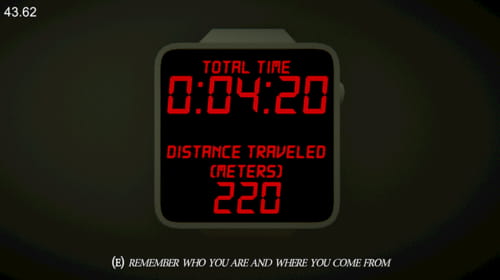 43.62
TOTAL TIME
0:04:20
DISTANCE TRAVELED
(METERS)
220
(E) REMEMBER WHO YOU ARE AND WHERE YOU COME FROM